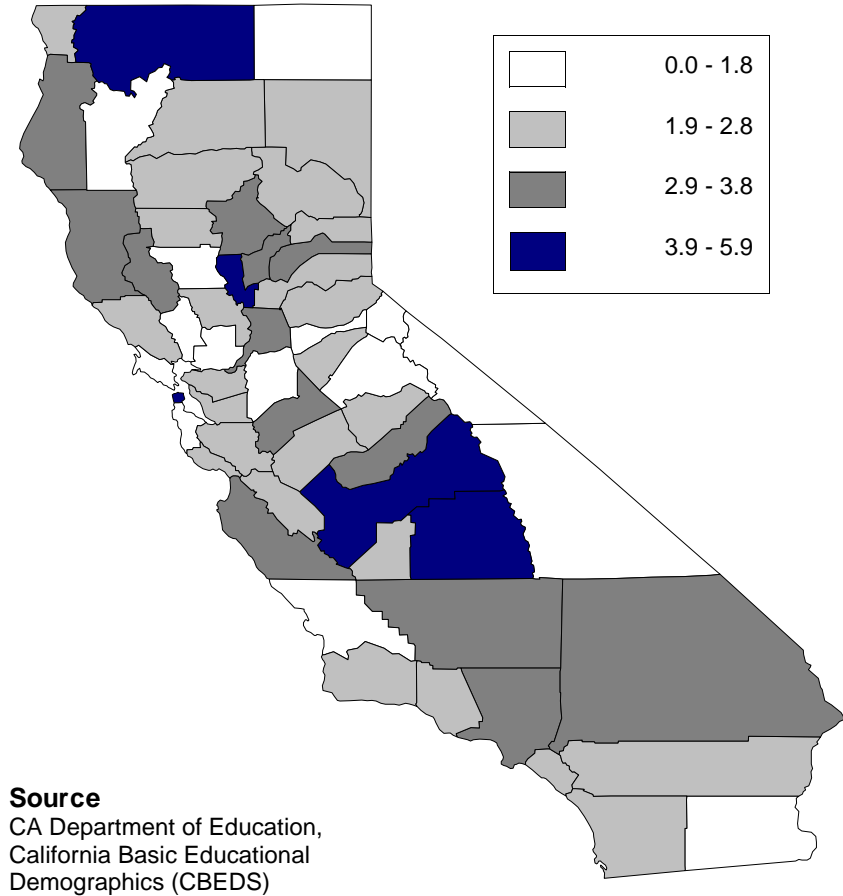 0.0 - 1.8
1.9 - 2.8
2.9 - 3.8
3.9 - 5.9
Source
CA Department of Education,
California Basic Educational
Demographics (CBEDS)